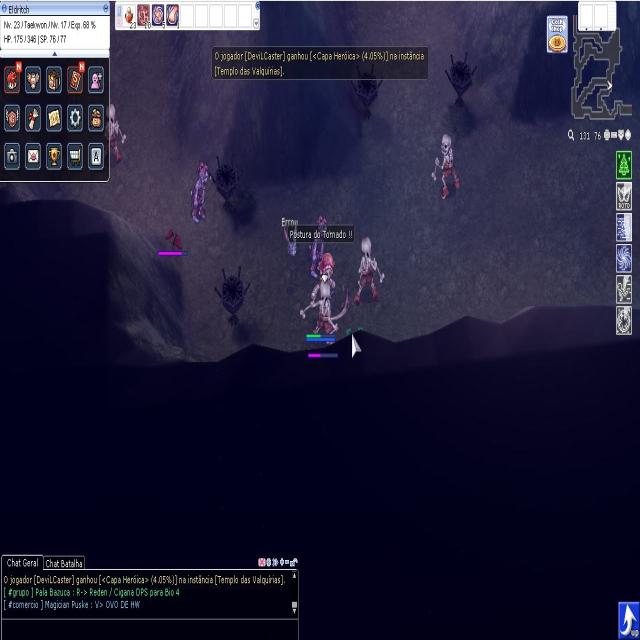 Eldritch
Nv. 23 / Taekwon / Nv. 17 / Exp. 68 %
HP. 175 / 346 | SP. 76 / 77
23
O jogador [DeviLCaster] ganhou [<Capa Heróica> (4.05%)] na instância
[Templo das Valquírias].
131 76
Postura do Tornado !!
Chat Geral
Chat Batalha
O jogador [DeviLCaster] ganhou [<Capa Heróica> (4.05%)] na instância [Templo das Valquírias].
[ #grupo ] Pala Bazuca : R-> Reden / Cigana DPS para Bio 4
[ #comercio ] Magician Puske : V> OVO DE HW